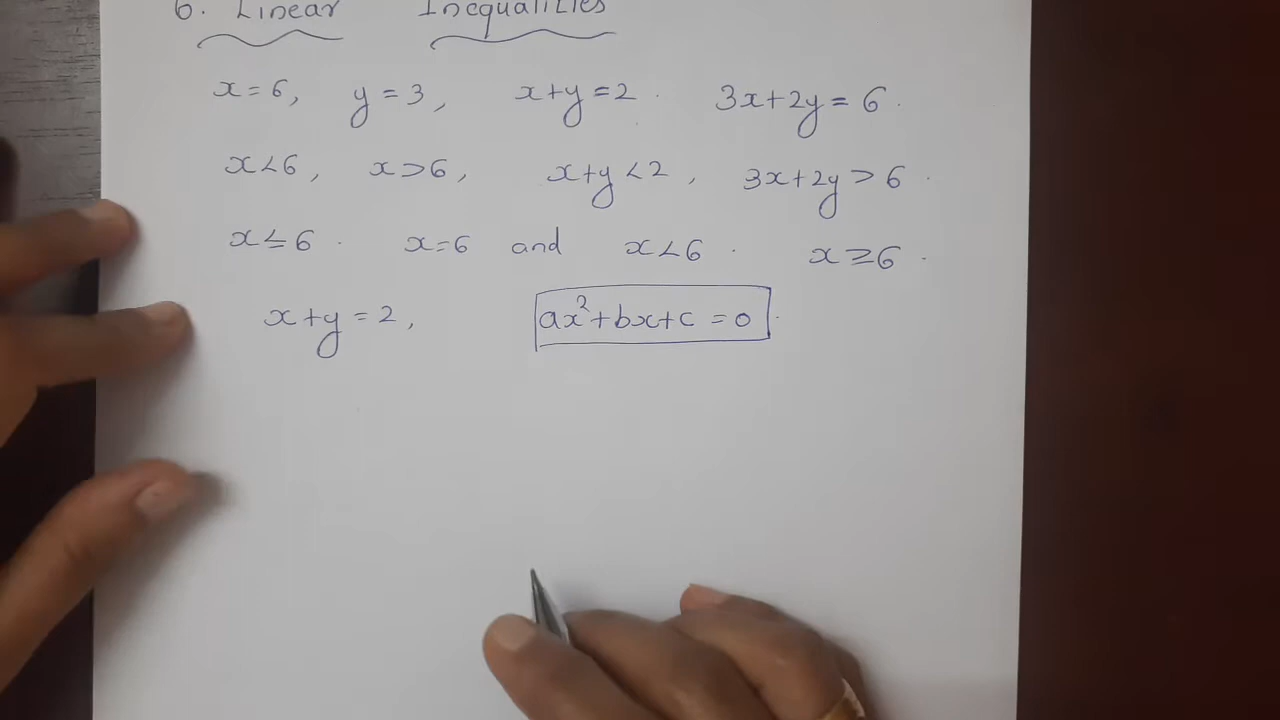 6. Linear Inequalities
x=6, y=3, x+y=2. 3x+2y=6.
x<6, x>6, x+y<2, 3x+2y>6.
x≤6. x=6 and x<6. x≥6.
x+y=2, ax²+bx+c=0.